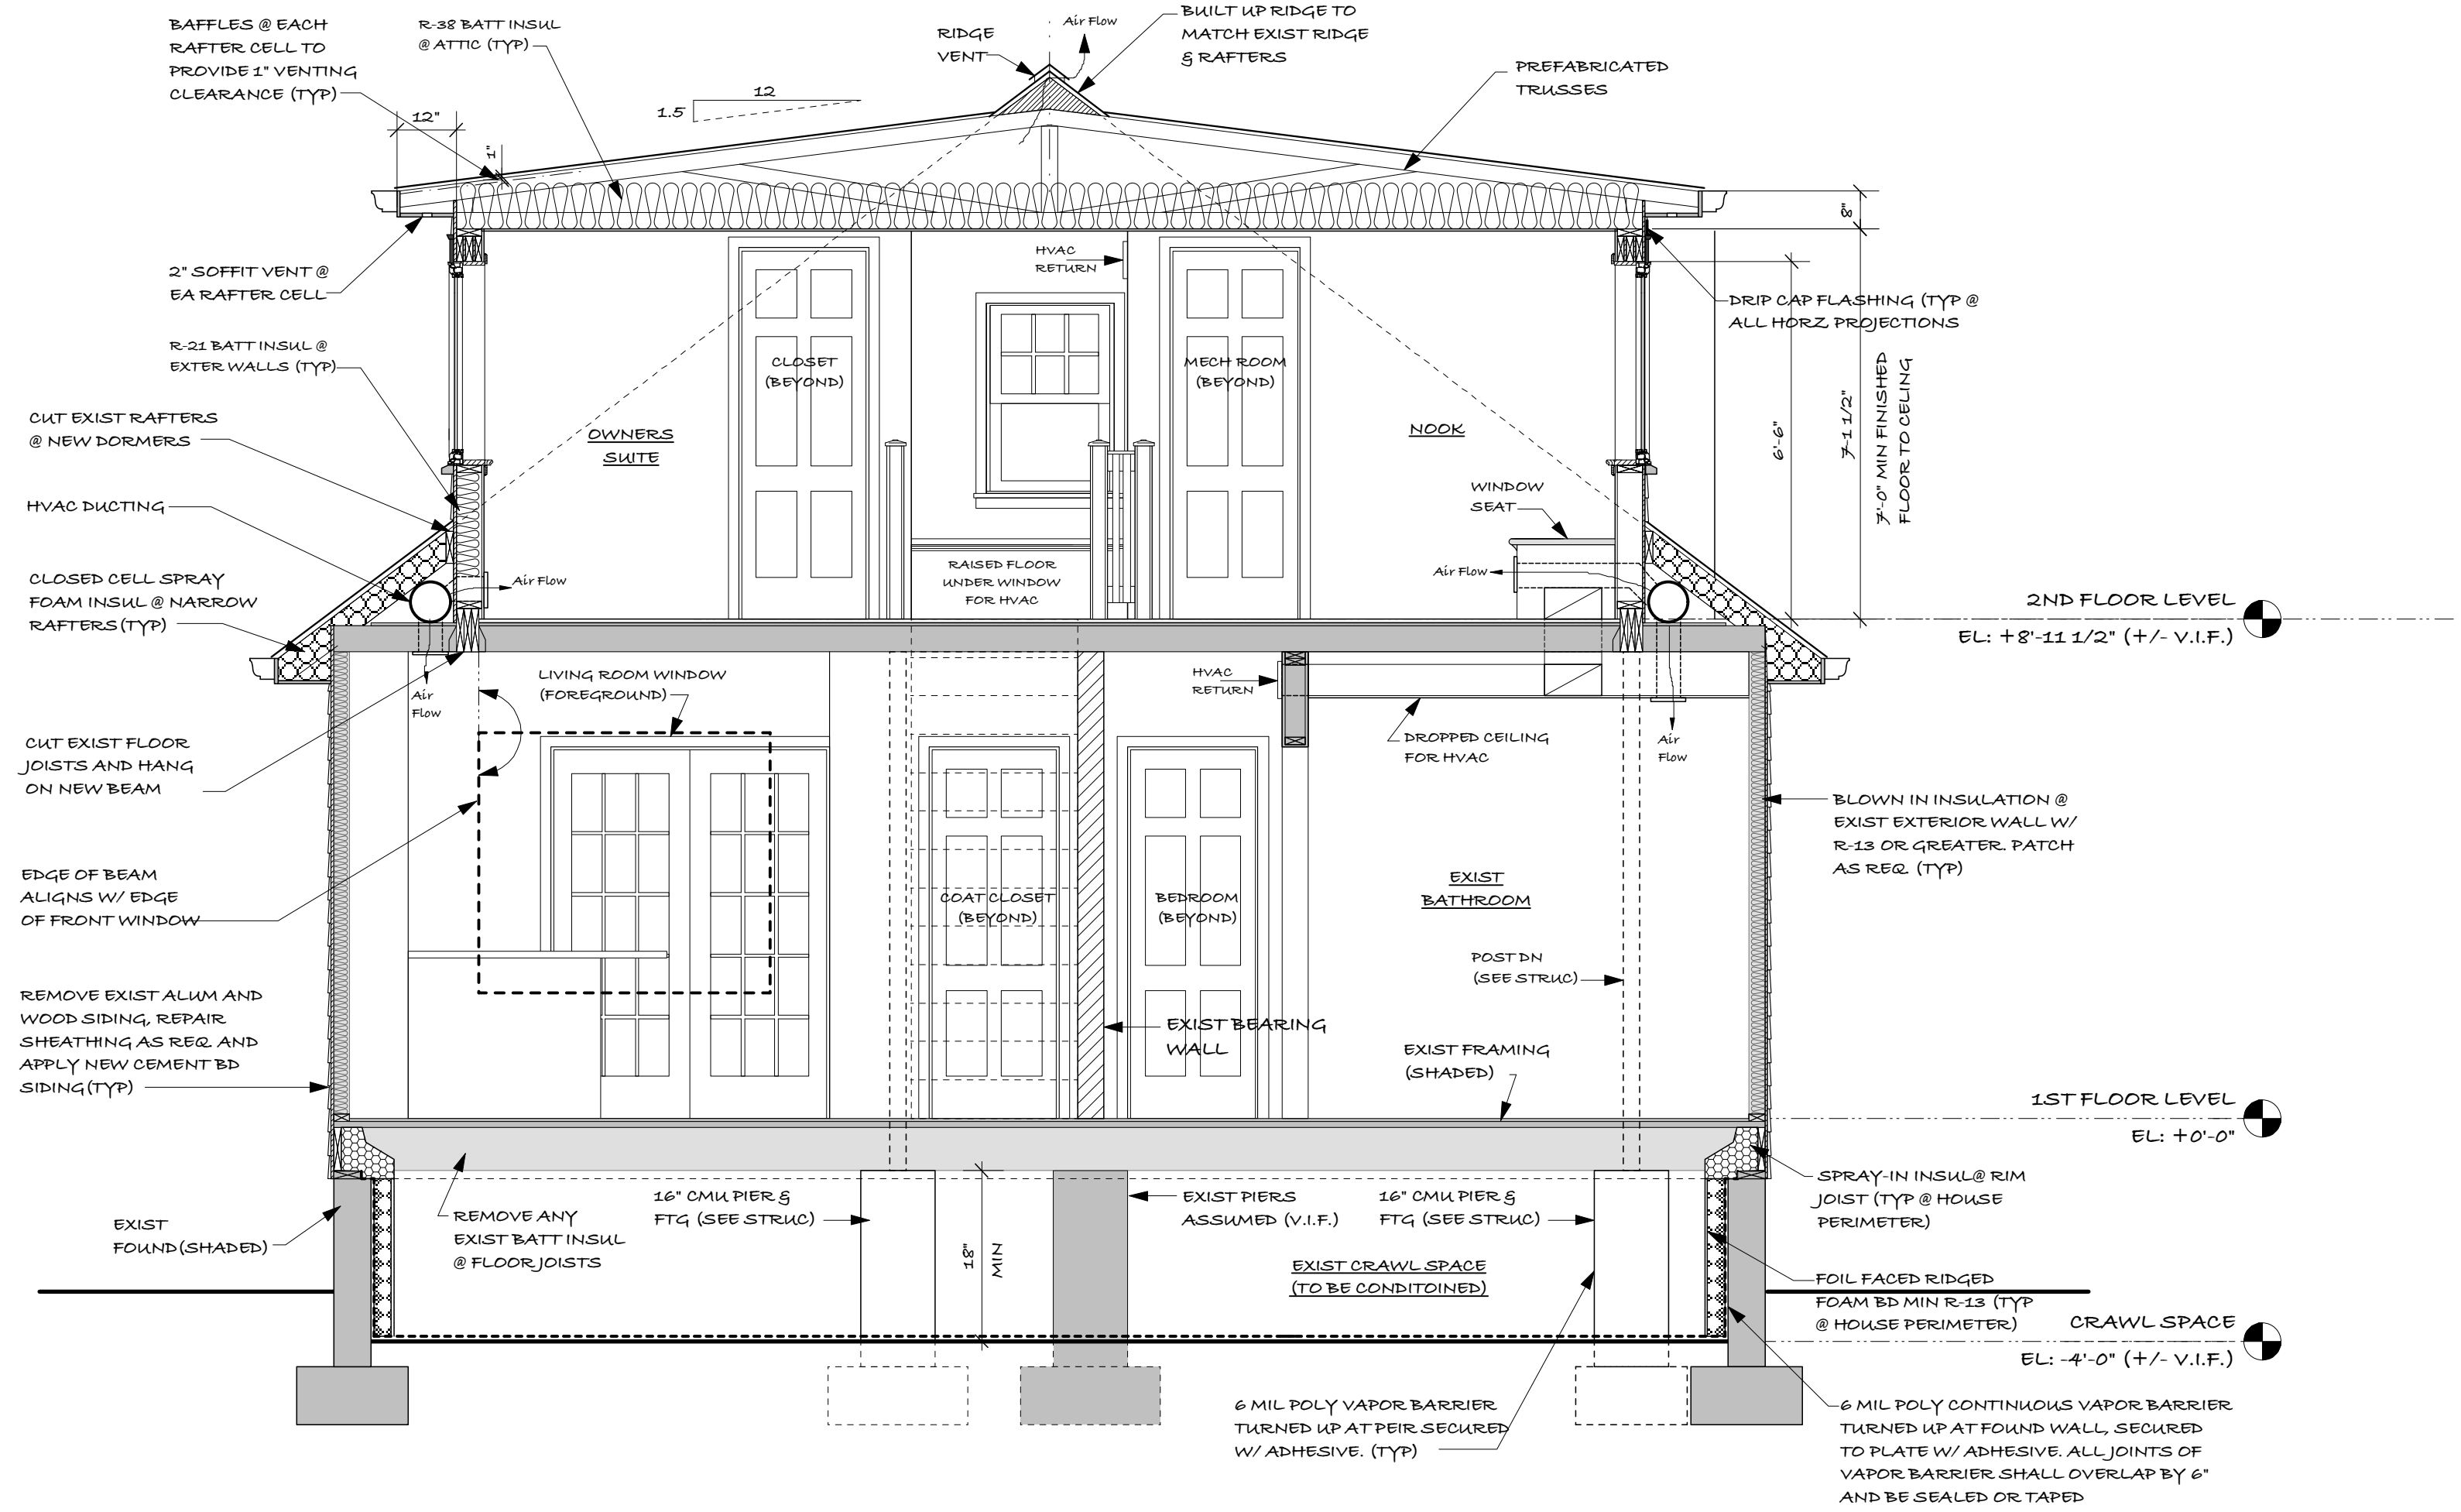 BAFFLES @ EACH
RAFTER CELL TO
PROVIDE 1" VENTING
CLEARANCE (TYP)
R-38 BATT INSUL
@ ATTIC (TYP)
RIDGE
VENT
Air Flow
BUILT UP RIDGE TO
MATCH EXIST RIDGE
& RAFTERS
PREFABRICATED
TRUSSES
12
1.5
12"
1"
8"
2" SOFFIT VENT @
EA RAFTER CELL
HVAC
RETURN
DRIP CAP FLASHING (TYP @
ALL HORZ PROJECTIONS
R-21 BATT INSUL @
EXTER WALLS (TYP)
CLOSET
(BEYOND)
MECH ROOM
(BEYOND)
7'-0" MIN FINISHED
FLOOR TO CELING
7'-1 1/2"
6'-6"
CUT EXIST RAFTERS
@ NEW DORMERS
OWNERS
SUITE
NOOK
HVAC DUCTING
WINDOW
SEAT
CLOSED CELL SPRAY
FOAM INSUL @ NARROW
RAFTERS (TYP)
Air Flow
RAISED FLOOR
UNDER WINDOW
FOR HVAC
Air Flow
2ND FLOOR LEVEL
EL: +8'-11 1/2" (+/- V.I.F.)
LIVING ROOM WINDOW
(FOREGROUND)
Air
Flow
HVAC
RETURN
DROPPED CEILING
FOR HVAC
Air
Flow
CUT EXIST FLOOR
JOISTS AND HANG
ON NEW BEAM
BLOWN IN INSULATION @
EXIST EXTERIOR WALL W/
R-13 OR GREATER. PATCH
AS REQ. (TYP)
EDGE OF BEAM
ALIGNS W/ EDGE
OF FRONT WINDOW
COAT CLOSET
(BEYOND)
BEDROOM
(BEYOND)
EXIST
BATHROOM
POST DN
(SEE STRUC)
REMOVE EXIST ALUM AND
WOOD SIDING, REPAIR
SHEATHING AS REQ. AND
APPLY NEW CEMENT BD
SIDING (TYP)
EXIST BEARING
WALL
EXIST FRAMING
(SHADED)
1ST FLOOR LEVEL
EL: +0'-0"
SPRAY-IN INSUL @ RIM
JOIST (TYP @ HOUSE
PERIMETER)
EXIST
FOUND (SHADED)
REMOVE ANY
EXIST BATT INSUL
@ FLOOR JOISTS
16" CMU PIER &
FTG (SEE STRUC)
18"
MIN
EXIST PIERS
ASSUMED (V.I.F.)
16" CMU PIER &
FTG (SEE STRUC)
EXIST CRAWL SPACE
(TO BE CONDITOINED)
FOIL FACED RIDGED
FOAM BD MIN R-13 (TYP
@ HOUSE PERIMETER)
CRAWL SPACE
EL: -4'-0" (+/- V.I.F.)
6 MIL POLY VAPOR BARRIER
TURNED UP AT PEIR SECURED
W/ ADHESIVE. (TYP)
6 MIL POLY CONTINUOUS VAPOR BARRIER
TURNED UP AT FOUND WALL, SECURED
TO PLATE W/ ADHESIVE. ALL JOINTS OF
VAPOR BARRIER SHALL OVERLAP BY 6"
AND BE SEALED OR TAPED